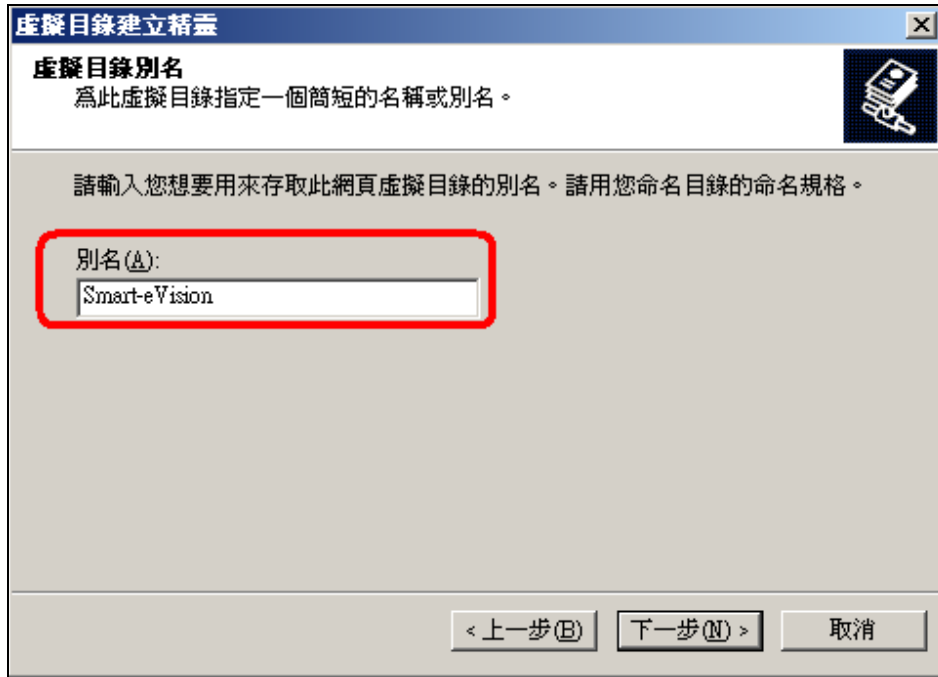 虛擬目錄建立精靈
虛擬目錄別名
為此虛擬目錄指定一個簡短的名稱或別名。
請輸入您想要用來存取此網頁虛擬目錄的別名。請用您命名目錄的命名規格。
別名(A):
Smart-eVision
<上一步(B) 下一步(N)> 取消